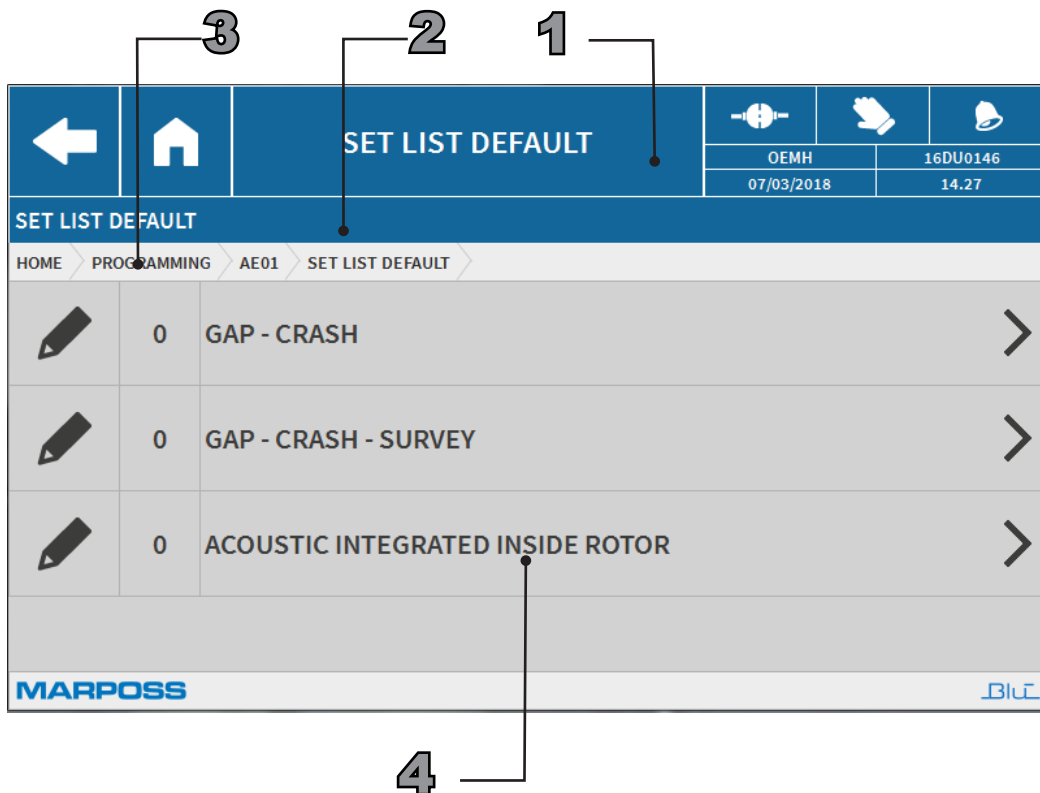 3 2 1
SET LIST DEFAULT
OEMH 16DU0146
07/03/2018 14.27
SET LIST DEFAULT
HOME PROGRAMMING AE01 SET LIST DEFAULT
0 GAP - CRASH
0 GAP - CRASH - SURVEY
0 ACOUSTIC INTEGRATED INSIDE ROTOR
MARPOSS Blu
4